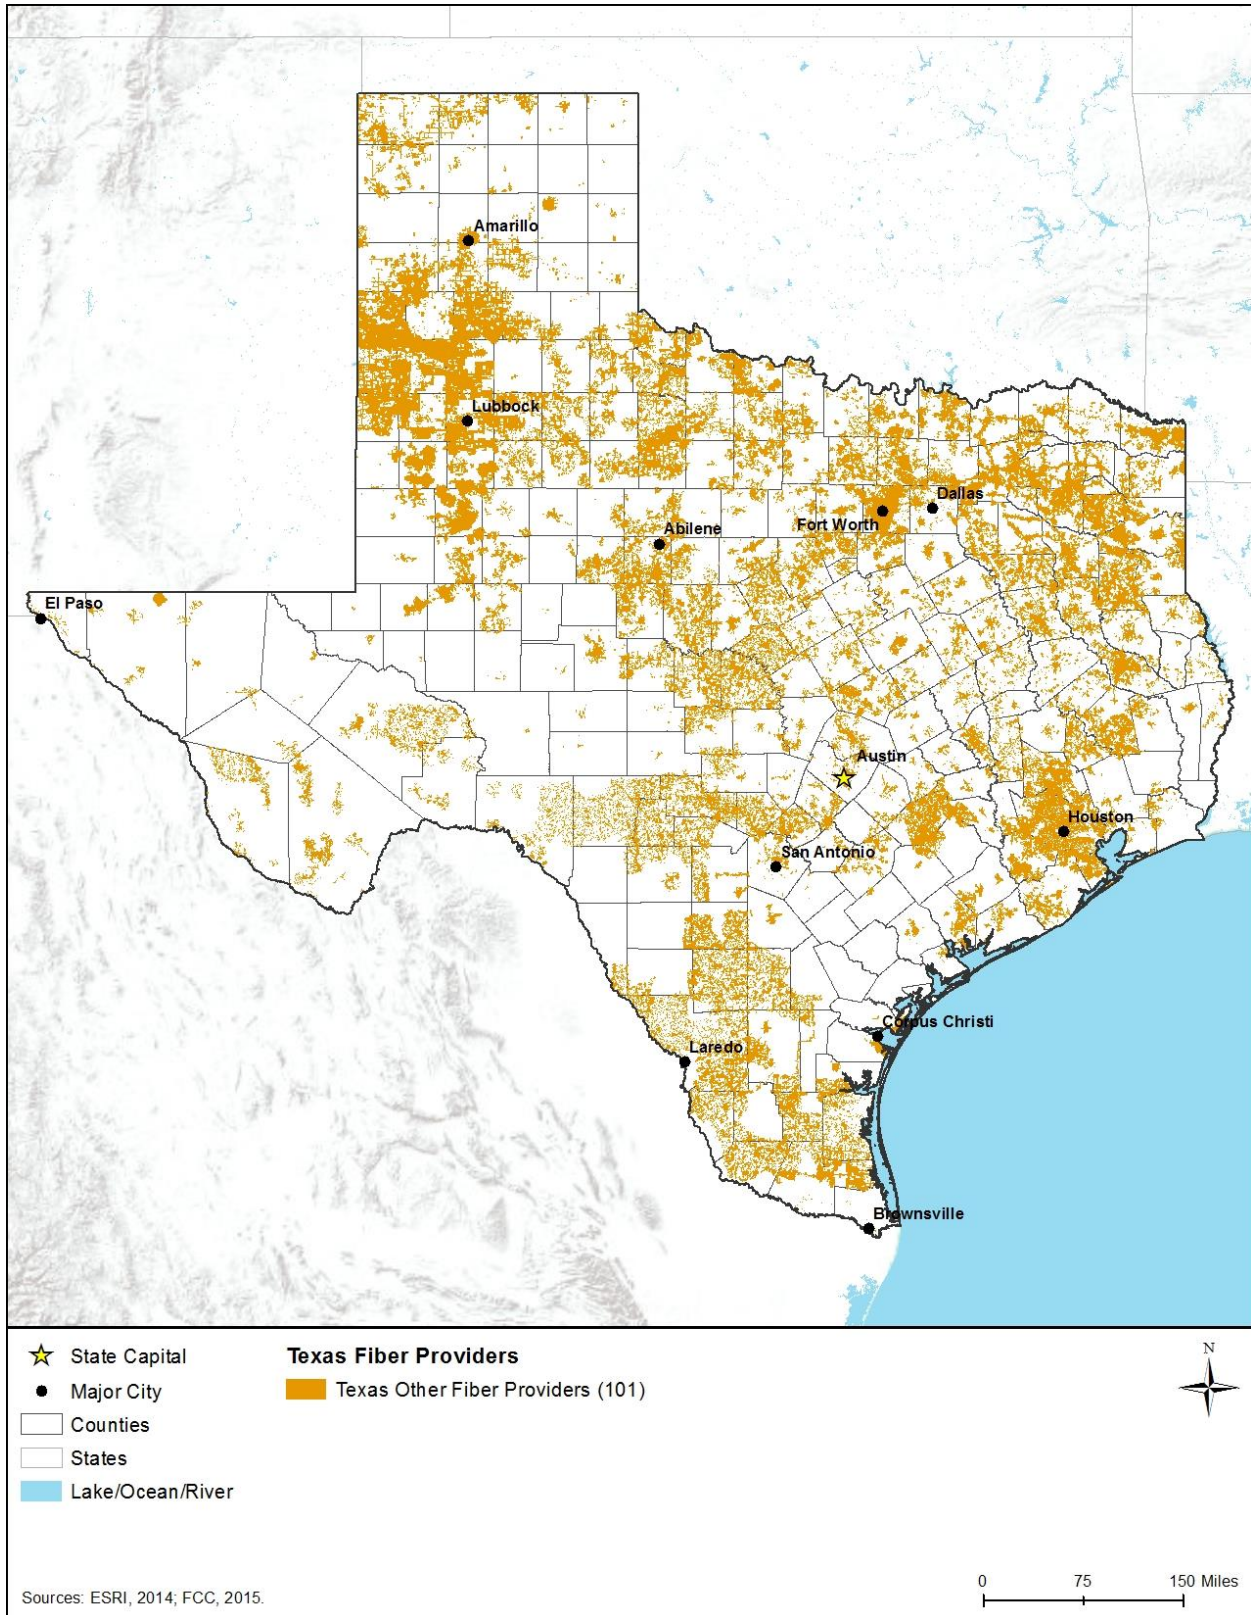 Amarillo
Lubbock
Dallas
Fort Worth
Abilene
El Paso
Austin
Houston
San Antonio
Corpus Christi
Laredo
Brownsville
State Capital
Major City
Counties
States
Lake/Ocean/River
Texas Fiber Providers
Texas Other Fiber Providers (101)
N
0 75 150 Miles
Sources: ESRI, 2014; FCC, 2015.